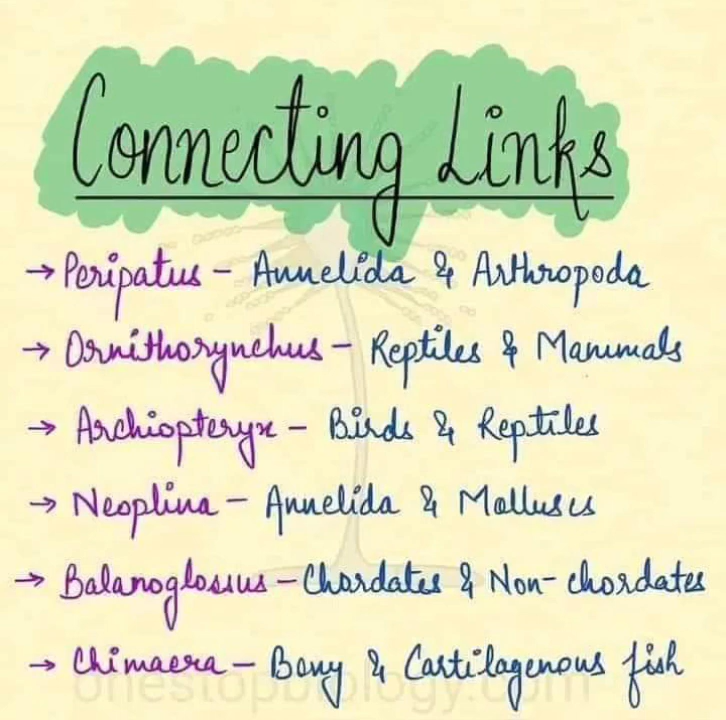 Connecting Links
→ Peripatus - Annelida & Arthropoda
→ Ornithorynchus - Reptiles & Mammals
→ Archiopteryx - Birds & Reptiles
→ Neoplina - Annelida & Molluscs
→ Balanoglossus - Chordates & Non-chordates
→ Chimaera - Bony & Cartilagenous fish
onestopbiology.com